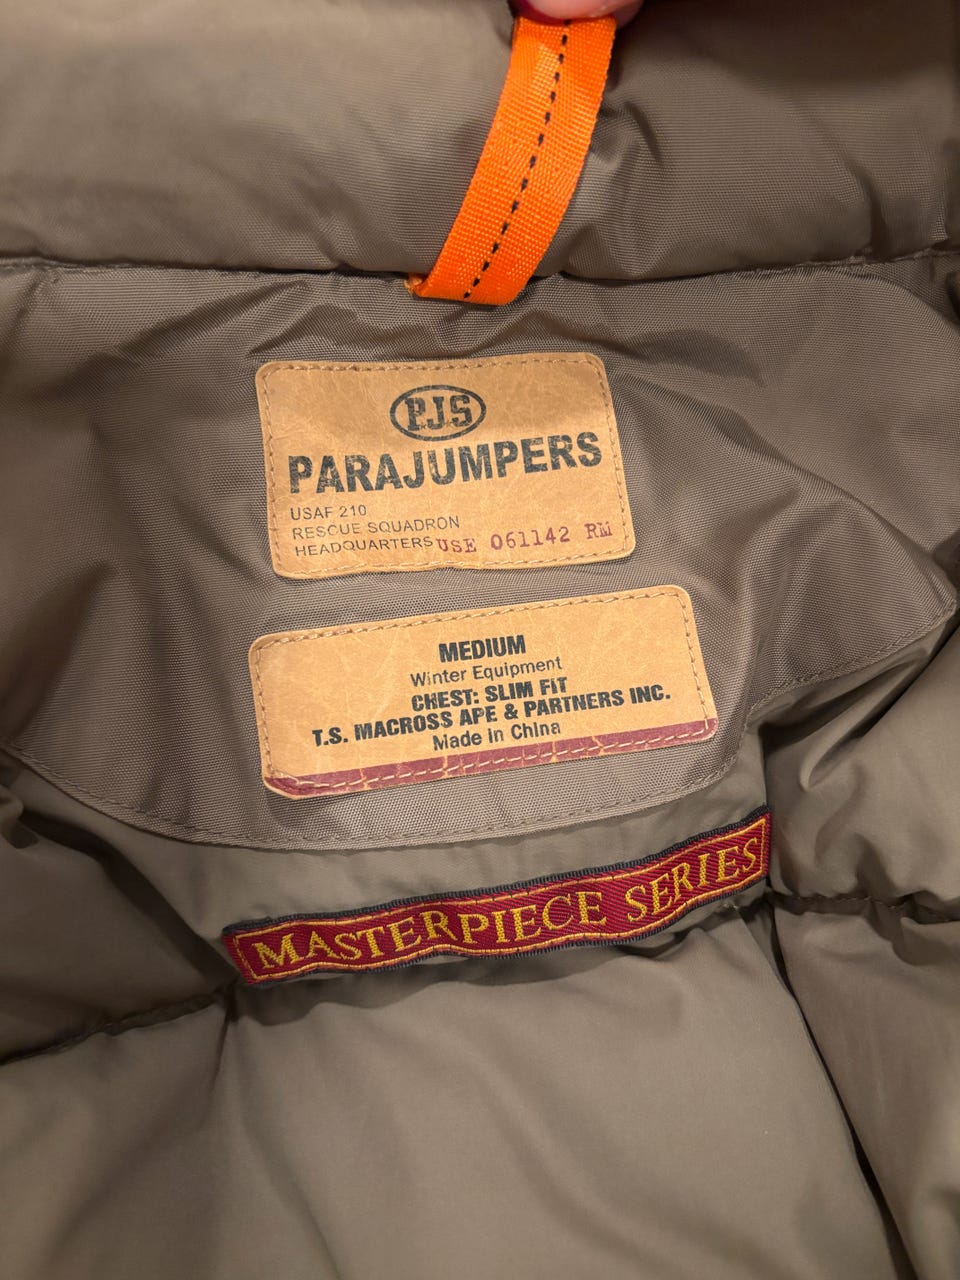 P.J.S
PARAJUMPERS
USAF 210
RESCUE SQUADRON
HEADQUARTERS USE 061142 RM
MEDIUM
Winter Equipment
CHEST: SLIM FIT
T.S. MACROSS APE & PARTNERS INC.
Made in China
MASTERPIECE SERIES